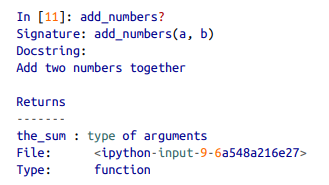 In [11]: add_numbers?
Signature: add_numbers(a, b)
Docstring:
Add two numbers together
Returns
-------
the_sum : type of arguments
File:      <ipython-input-9-6a548a216e27>
Type:      function